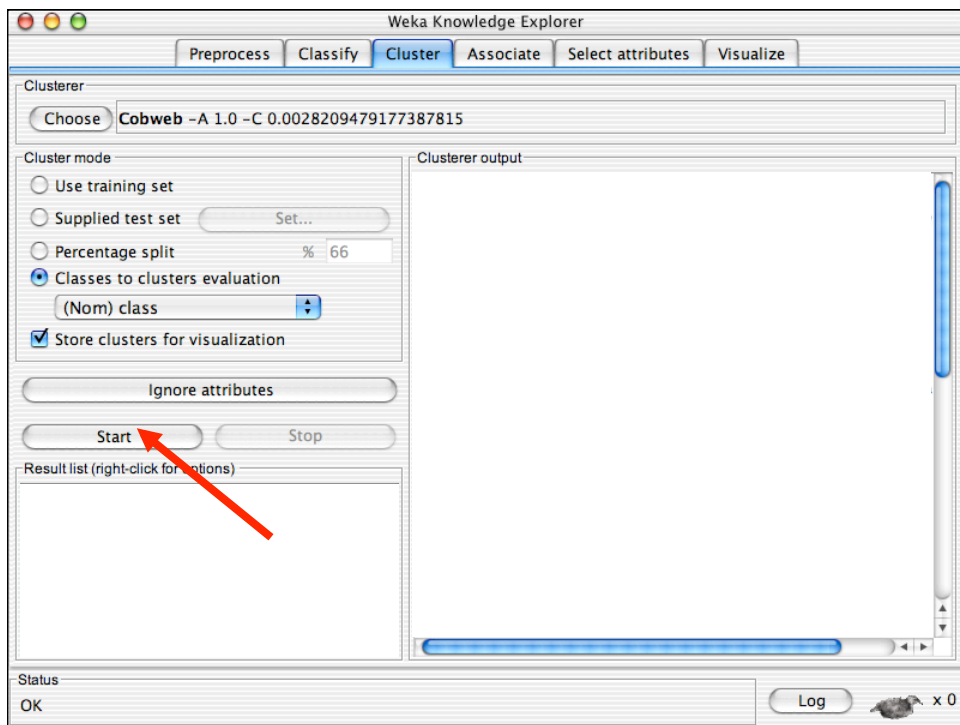 Weka Knowledge Explorer
Preprocess Classify Cluster Associate Select attributes Visualize
Clusterer
Choose Cobweb -A 1.0 -C 0.0028209479177387815
Cluster mode
Use training set
Supplied test set Set...
Percentage split % 66
Classes to clusters evaluation
(Nom) class
Store clusters for visualization
Ignore attributes
Start Stop
Result list (right-click for options)
Clusterer output
Status
OK
Log x 0